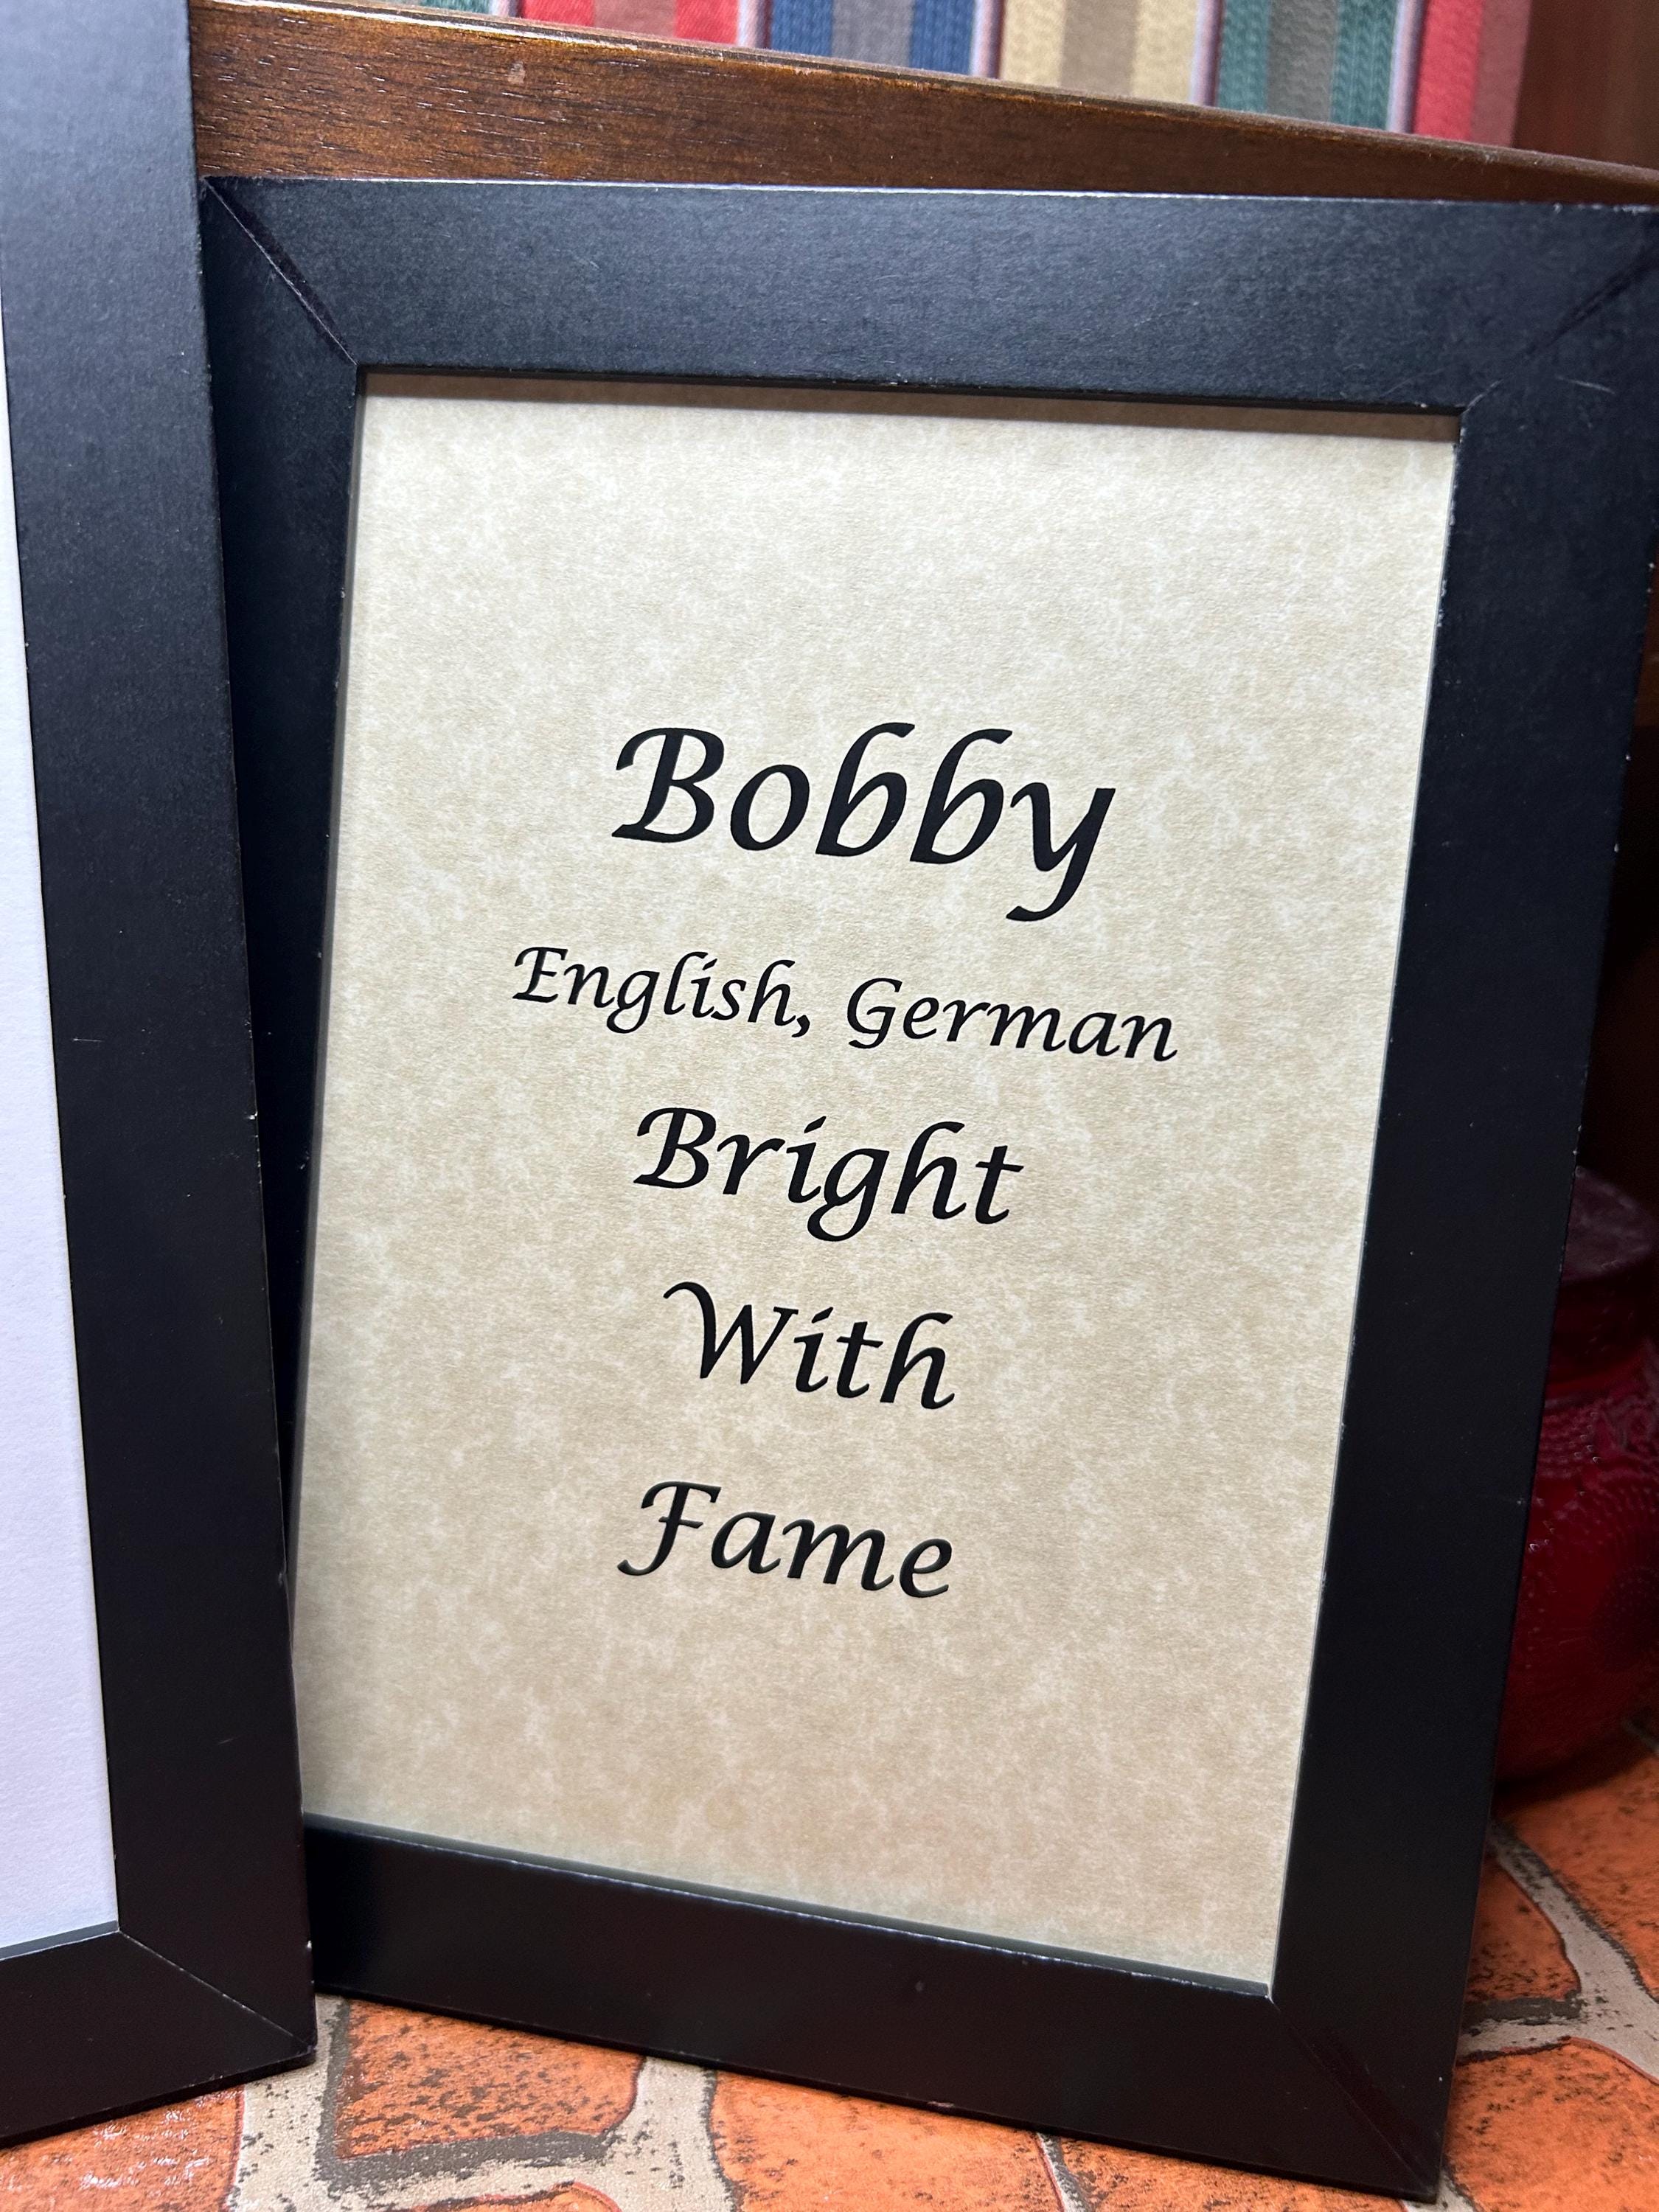 Bobby
English, German
Bright
With
Fame